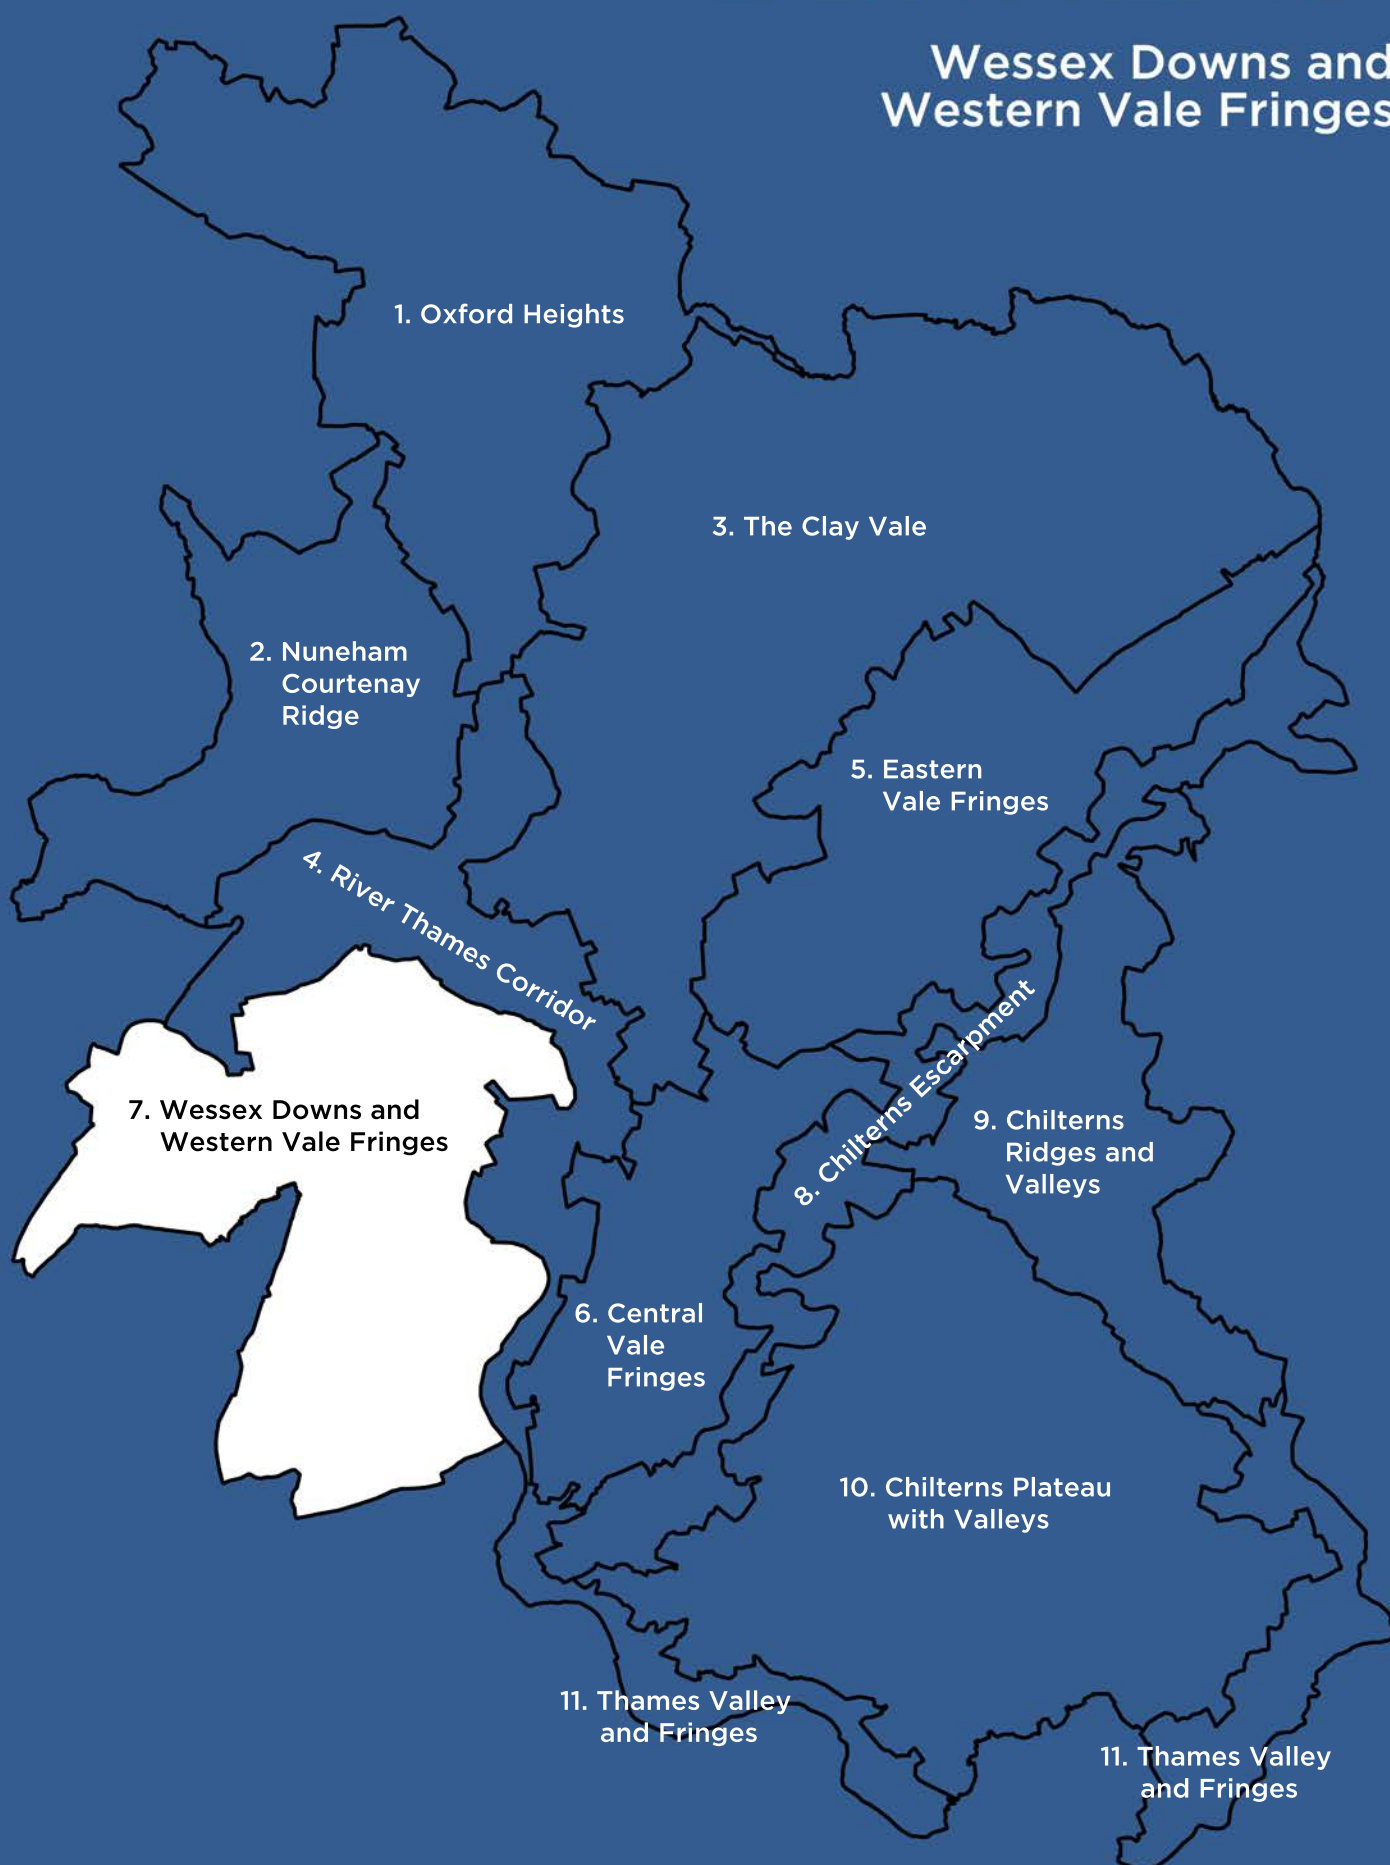 Wessex Downs and
Western Vale Fringes
1. Oxford Heights
3. The Clay Vale
2. Nuneham
Courtenay
Ridge
5. Eastern
Vale Fringes
4. River Thames Corridor
7. Wessex Downs and
Western Vale Fringes
8. Chilterns Escarpment
9. Chilterns
Ridges and
Valleys
6. Central
Vale
Fringes
10. Chilterns Plateau
with Valleys
11. Thames Valley
and Fringes
11. Thames Valley
and Fringes